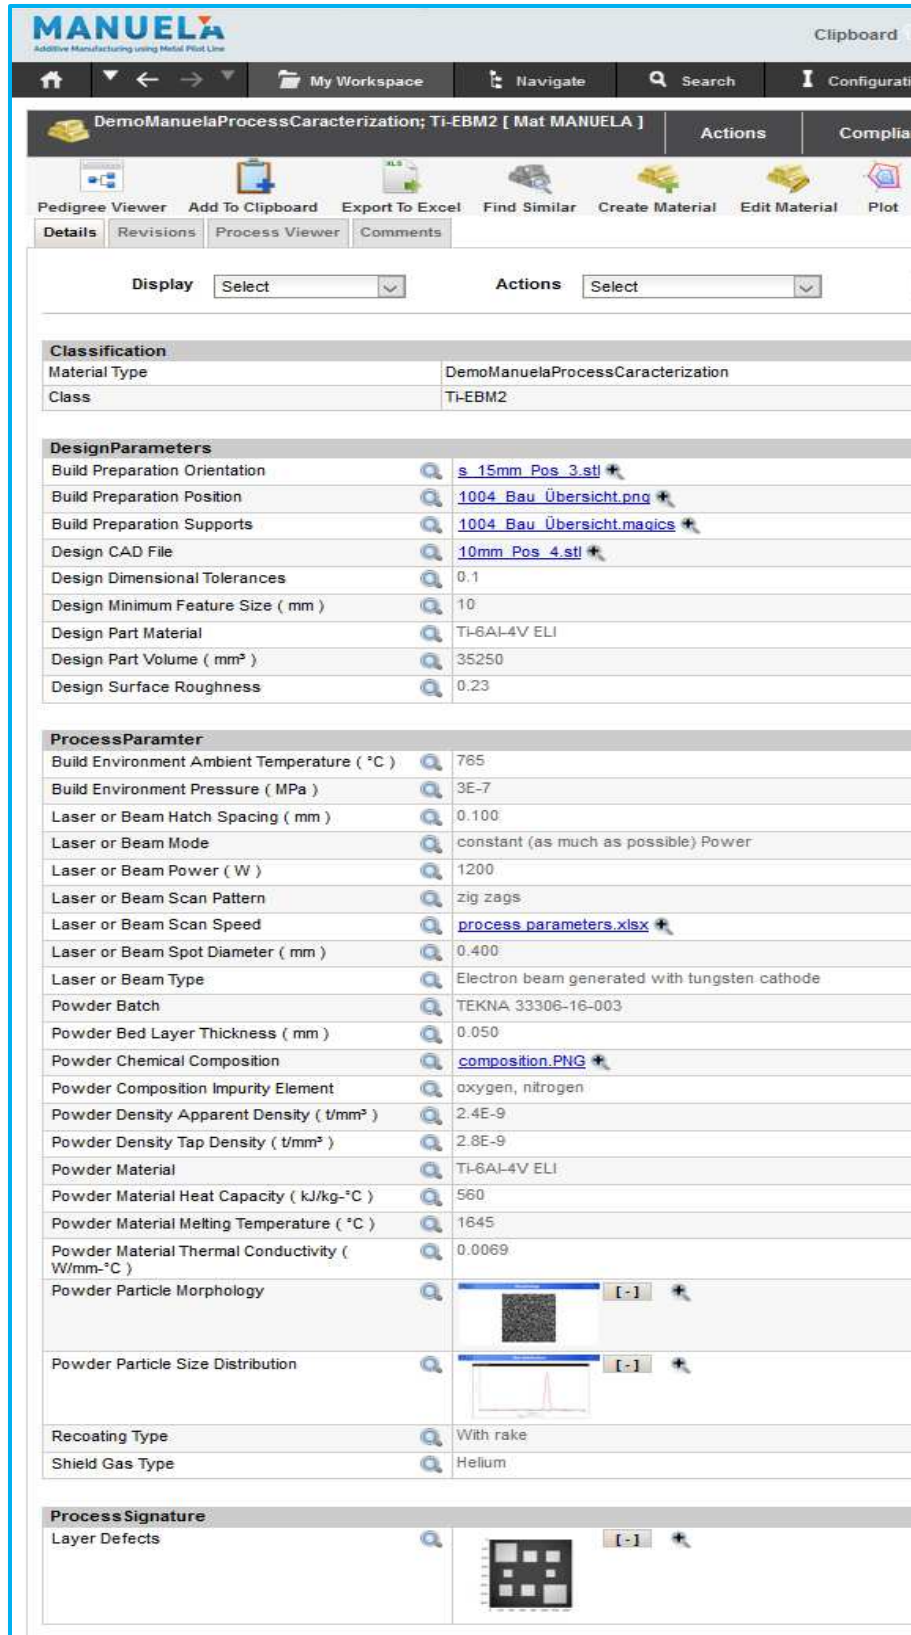 MANUELA
Additive Manufacturing using Metal Pilot Line
Clipboard
My Workspace Navigate Search Configurati
DemoManuelaProcessCaracterization; Ti-EBM2 [ Mat MANUELA ] Actions Complia
Pedigree Viewer Add To Clipboard Export To Excel Find Similar Create Material Edit Material Plot
Details Revisions Process Viewer Comments
Display Select Actions Select
Classification
Material Type DemoManuelaProcessCaracterization
Class Ti-EBM2
DesignParameters
Build Preparation Orientation s_15mm_Pos_3.stl
Build Preparation Position 1004_Bau_Übersicht.png
Build Preparation Supports 1004_Bau_Übersicht.magics
Design CAD File 10mm_Pos_4.stl
Design Dimensional Tolerances 0.1
Design Minimum Feature Size ( mm ) 10
Design Part Material Ti-6Al-4V ELI
Design Part Volume ( mm³ ) 35250
Design Surface Roughness 0.23
ProcessParamter
Build Environment Ambient Temperature ( °C ) 765
Build Environment Pressure ( MPa ) 3E-7
Laser or Beam Hatch Spacing ( mm ) 0.100
Laser or Beam Mode constant (as much as possible) Power
Laser or Beam Power ( W ) 1200
Laser or Beam Scan Pattern zig zags
Laser or Beam Scan Speed process parameters.xlsx
Laser or Beam Spot Diameter ( mm ) 0.400
Laser or Beam Type Electron beam generated with tungsten cathode
Powder Batch TEKNA 33306-16-003
Powder Bed Layer Thickness ( mm ) 0.050
Powder Chemical Composition composition.PNG
Powder Composition Impurity Element oxygen, nitrogen
Powder Density Apparent Density ( t/mm³ ) 2.4E-9
Powder Density Tap Density ( t/mm³ ) 2.8E-9
Powder Material Ti-6Al-4V ELI
Powder Material Heat Capacity ( kJ/kg-°C ) 560
Powder Material Melting Temperature ( °C ) 1645
Powder Material Thermal Conductivity ( 0.0069
W/mm-°C )
Powder Particle Morphology [-]
Powder Particle Size Distribution [-]
Recoating Type With rake
Shield Gas Type Helium
ProcessSignature
Layer Defects [-]